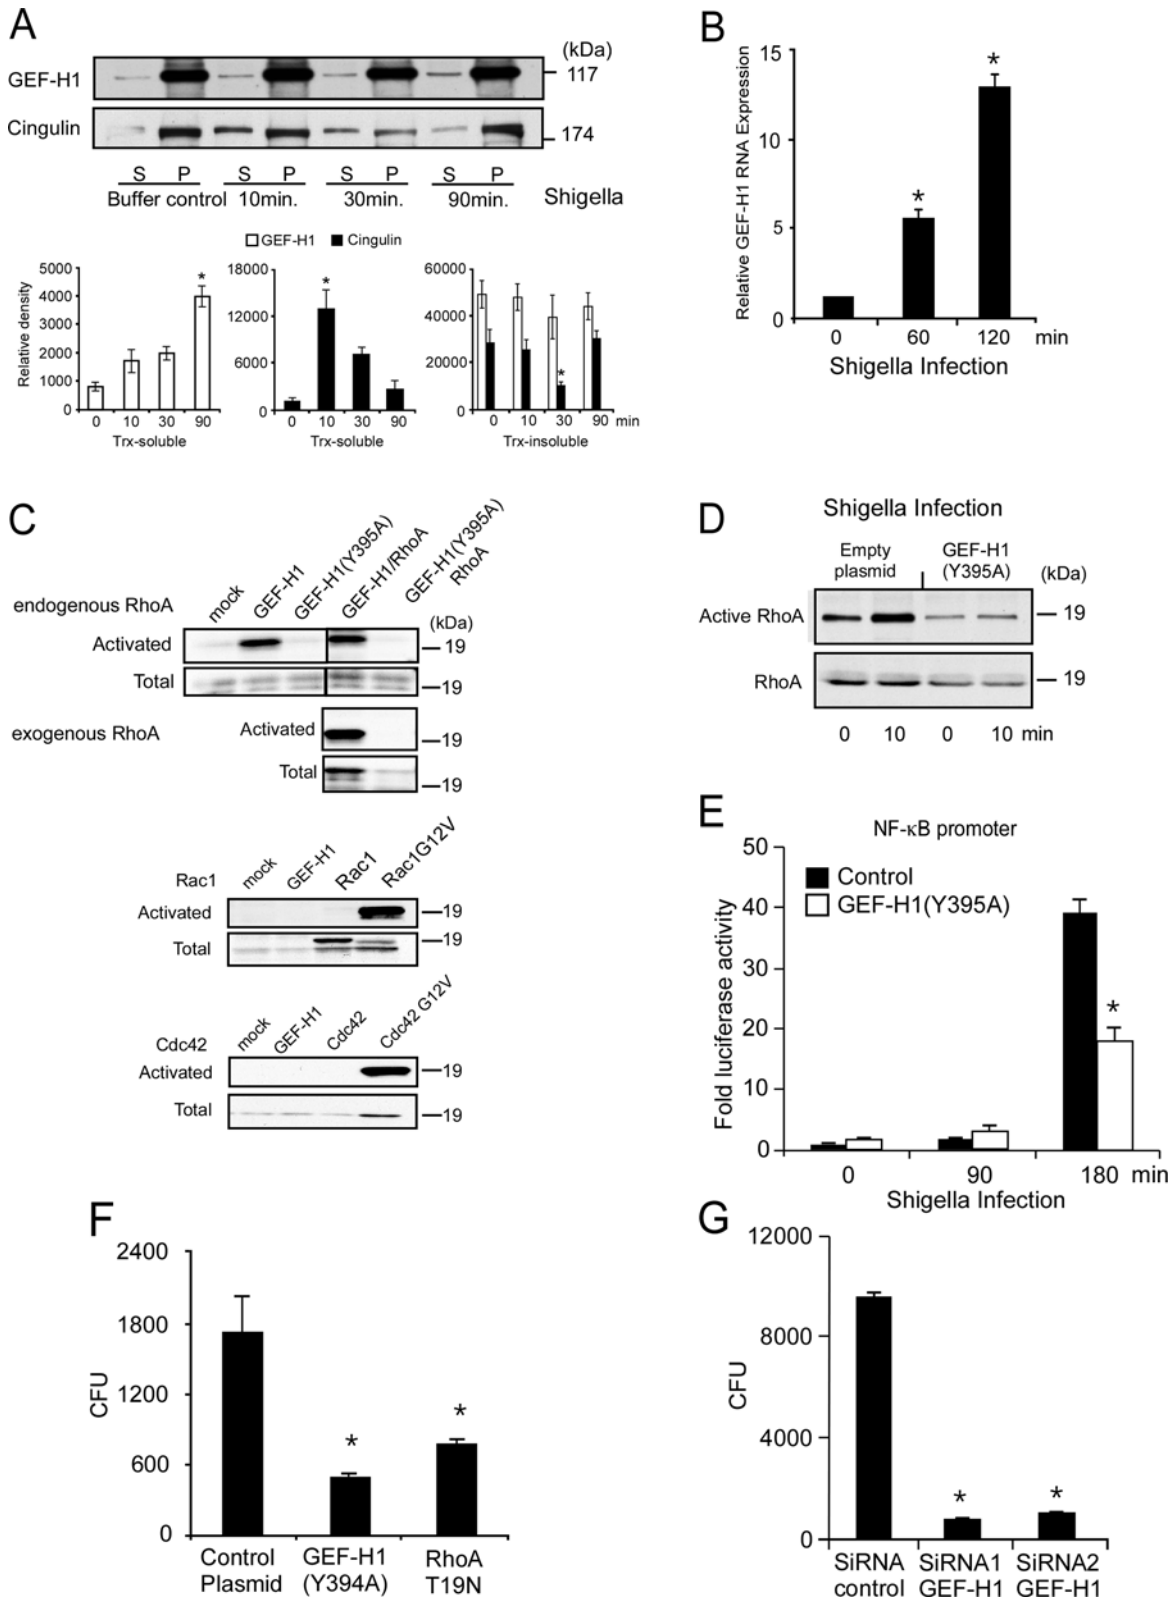 A
(kDa)
GEF-H1
117
Cingulin
174
S P S P S P S P
Buffer control 10min. 30min. 90min. Shigella
GEF-H1 Cingulin
Relative density
5000
4000
3000
2000
1000
0
*
0 10 30 90
Trx-soluble
18000
12000
6000
0
*
0 10 30 90
Trx-soluble
60000
40000
20000
0
*
0 10 30 90 min
Trx-insoluble
B
Relative GEF-H1 RNA Expression
15
10
5
0
*
*
0 60 120 min
Shigella Infection
C
mock GEF-H1 GEF-H1(Y395A) GEF-H1/RhoA GEF-H1(Y395A) RhoA
endogenous RhoA
(kDa)
Activated 19
Total 19
exogenous RhoA Activated 19
Total 19
Rac1 mock GEF-H1 Rac1 Rac1G12V
Activated 19
Total 19
Cdc42 mock GEF-H1 Cdc42 Cdc42 G12V
Activated 19
Total 19
D
Shigella Infection
Empty plasmid
GEF-H1 (Y395A)
(kDa)
Active RhoA 19
RhoA 19
0 10 0 10 min
E
NF-κB promoter
Control
GEF-H1(Y395A)
Fold luciferase activity
50
40
30
20
10
0
*
0 90 180 min
Shigella Infection
F
CFU
2400
1800
1200
600
0
*
*
Control Plasmid
GEF-H1 (Y394A)
RhoA T19N
G
CFU
12000
8000
4000
0
*
*
SiRNA control
SiRNA1 GEF-H1
SiRNA2 GEF-H1